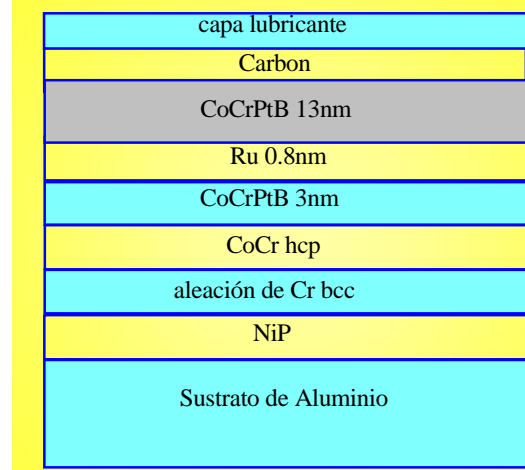 capa lubricante
Carbon
CoCrPtB 13nm
Ru 0.8nm
CoCrPtB 3nm
CoCr hcp
aleación de Cr bcc
NiP
Sustrato de Aluminio